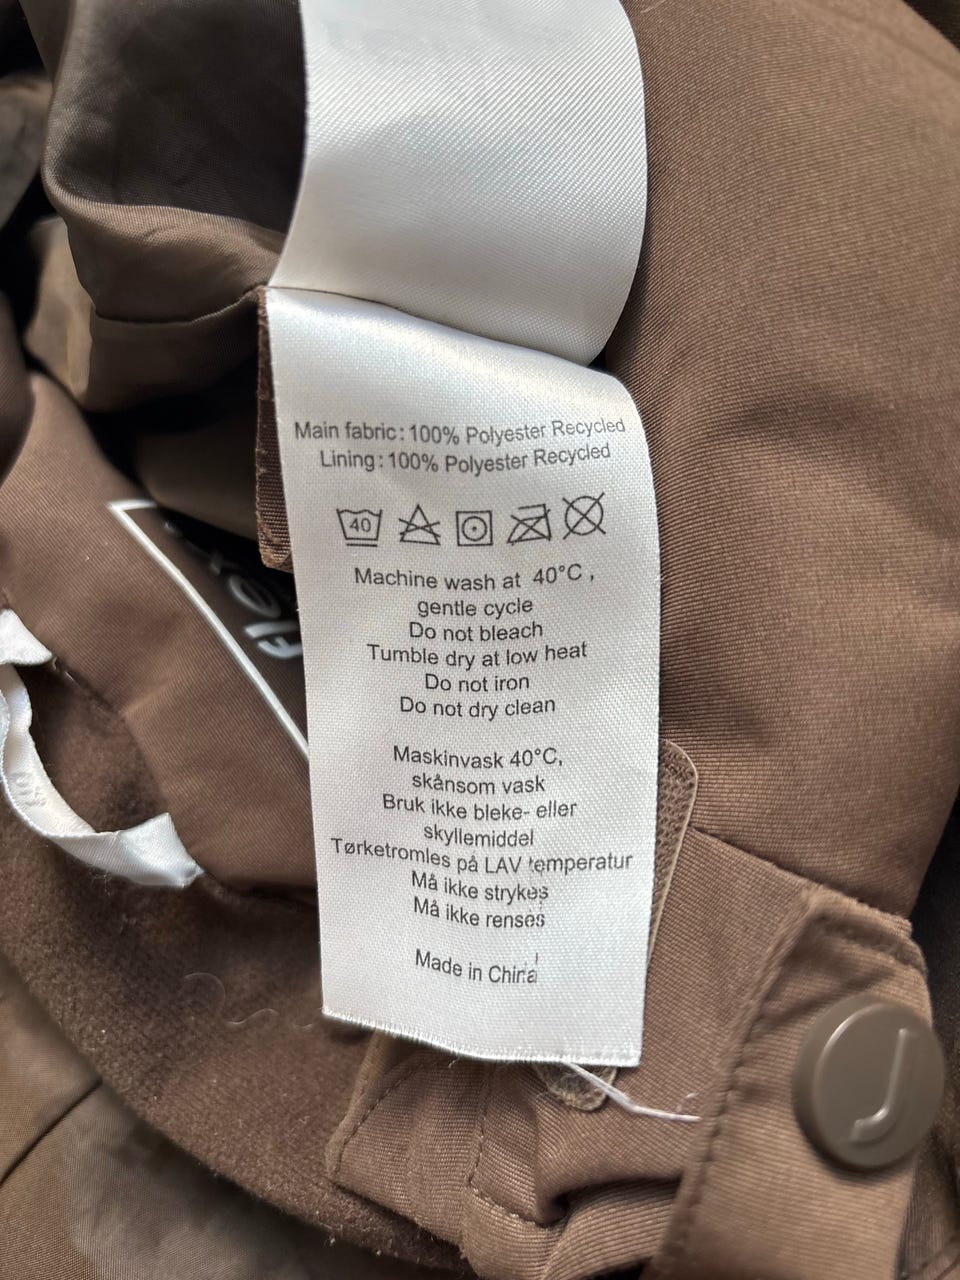 Main fabric: 100% Polyester Recycled
Lining: 100% Polyester Recycled
40
Machine wash at 40°C,
gentle cycle
Do not bleach
Tumble dry at low heat
Do not iron
Do not dry clean
Maskinvask 40°C,
skånsom vask
Bruk ikke bleke- eller
skyllemiddel
Tørketromles på LAV temperatur
Må ikke strykes
Må ikke renses
Made in China
J